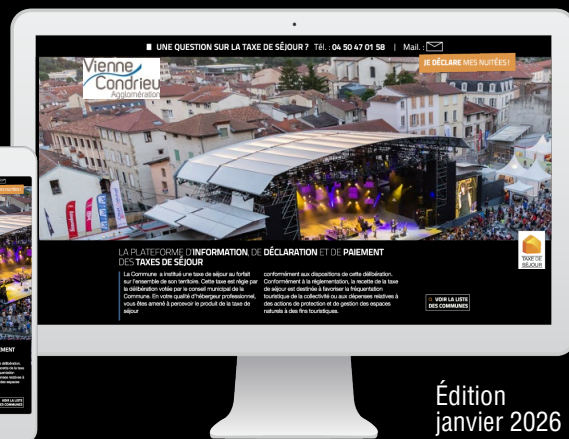 UNE QUESTION SUR LA TAXE DE SÉJOUR ? Tél. : 04 50 47 01 58 | Mail. :
Vienne
Condrieu
Agglomération
JE DÉCLARE MES NUITÉES !
LA PLATEFORME D'INFORMATION, DE DÉCLARATION ET DE PAIEMENT
DES TAXES DE SÉJOUR
La Commune a institué une taxe de séjour au forfait
sur l'ensemble de son territoire. Cette taxe est régie par
la délibération votée par le conseil municipal de la
Commune. En votre qualité d'hébergeur professionnel,
vous êtes amené à percevoir le produit de la taxe de
séjour
conformément aux dispositions de cette délibération.
Conformément à la réglementation, la recette de la taxe
de séjour est destinée à favoriser la fréquentation
touristique de la collectivité ou aux dépenses relatives à
des actions de protection et de gestion des espaces
naturels à des fins touristiques.
TAXE DE
SÉJOUR
VOIR LA LISTE
DES COMMUNES
VOIR LA LISTE
DES COMMUNES
Édition
janvier 2026